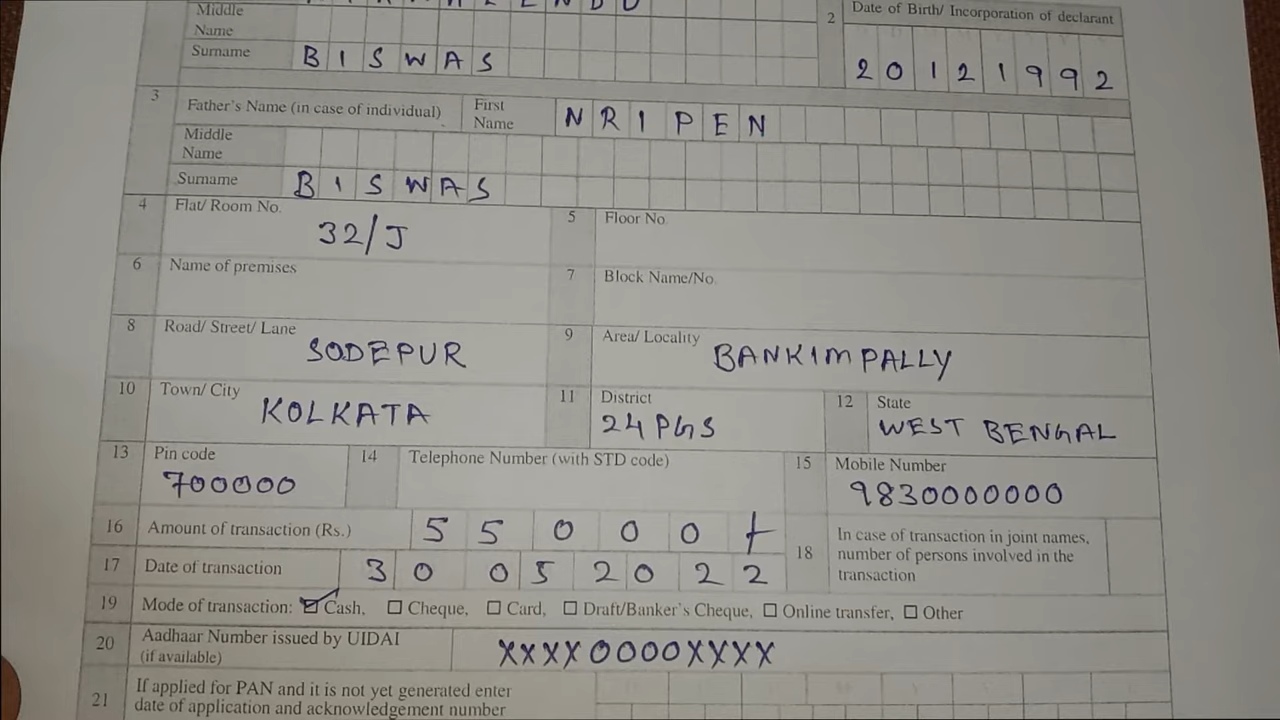 Middle Name
Surname BISWAS
2 Date of Birth/ Incorporation of declarant
20121992
3 Father's Name (in case of individual) First Name NRIPEN
Middle Name
Surname BISWAS
4 Flat/ Room No. 32/J
5 Floor No.
6 Name of premises
7 Block Name/No.
8 Road/ Street/ Lane SODEPUR
9 Area/ Locality BANKIMPALLY
10 Town/ City KOLKATA
11 District 24 PGS
12 State WEST BENGAL
13 Pin code 700000
14 Telephone Number (with STD code)
15 Mobile Number 9830000000
16 Amount of transaction (Rs.) 55000
17 Date of transaction 30052022
18 In case of transaction in joint names,
number of persons involved in the
transaction
19 Mode of transaction: Cash, Cheque, Card, Draft/Banker's Cheque, Online transfer, Other
20 Aadhaar Number issued by UIDAI
(if available) XXXX0000XXXX
21 If applied for PAN and it is not yet generated enter
date of application and acknowledgement number